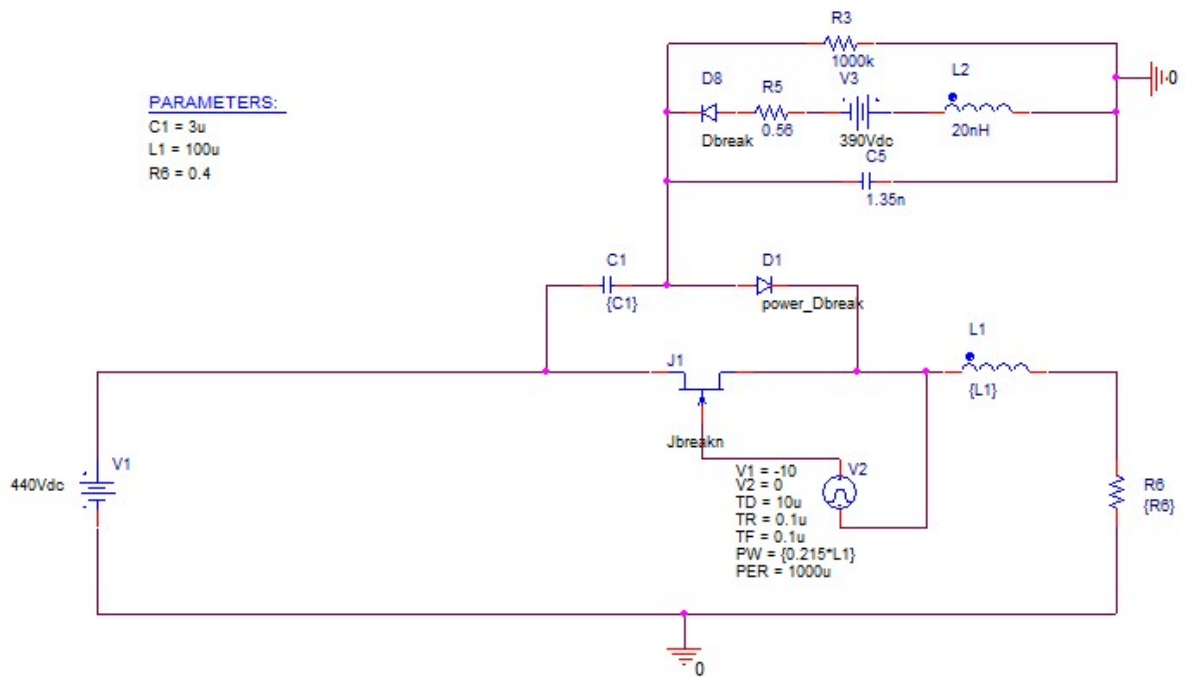 R3
1000k
D8
Dbreak
R5
0.56
V3
390Vdc
L2
20nH
0
C5
1.35n
PARAMETERS:
C1 = 3u
L1 = 100u
R6 = 0.4
C1
{C1}
D1
power_Dbreak
L1
{L1}
J1
Jbreakn
V1
440Vdc
V2
V1 = -10
V2 = 0
TD = 10u
TR = 0.1u
TF = 0.1u
PW = {0.215*L1}
PER = 1000u
R6
{R6}
0